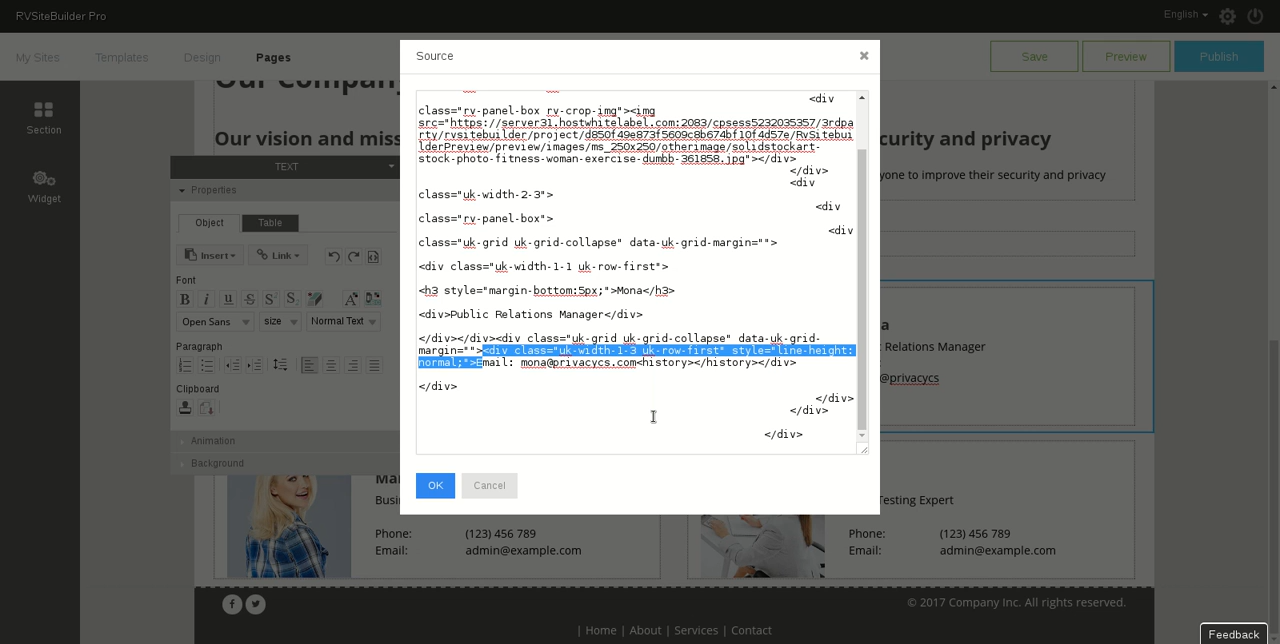 RVSiteBuilder Pro
English
My Sites
Templates
Design
Pages
Save
Preview
Publish
Section
Widget
Our Company
Our vision and miss
curity and privacy
yone to improve their security and privacy
TEXT
Properties
Object
Table
Insert
Link
Font
B
I
u
S
S
S
A
Open Sans
size
Normal Text
Paragraph
Clipboard
Animation
Background
Source
<div
class="rv-panel-box rv-crop-img"><img
src="https://server31.hostwhitelabel.com:2083/cpsess5232035357/3rdpa
rty/rvsitebuilder/project/d850f49e873f5609c8b674bf10f4d57e/RvSitebui
lderPreview/preview/images/ms_250x250/otherimage/solidstockart-
stock-photo-fitness-woman-exercise-dumbb-361858.jpg"></div>
</div>
<div
class="uk-width-2-3">
<div
class="rv-panel-box">
<div
class="uk-grid uk-grid-collapse" data-uk-grid-margin="">
<div class="uk-width-1-1 uk-row-first">
<h3 style="margin-bottom:5px;">Mona</h3>
<div>Public Relations Manager</div>
</div></div><div class="uk-grid uk-grid-collapse" data-uk-grid-
margin=""><div class="uk-width-1-3 uk-row-first" style="line-height:
normal;">Email: mona@privacycs.com<history></history></div>
</div>
</div>
</div>
</div>
OK
Cancel
a
Relations Manager
@privacycs
Ma
Busi
Phone: (123) 456 789
Email: admin@example.com
Testing Expert
Phone: (123) 456 789
Email: admin@example.com
© 2017 Company Inc. All rights reserved.
| Home | About | Services | Contact
Feedback